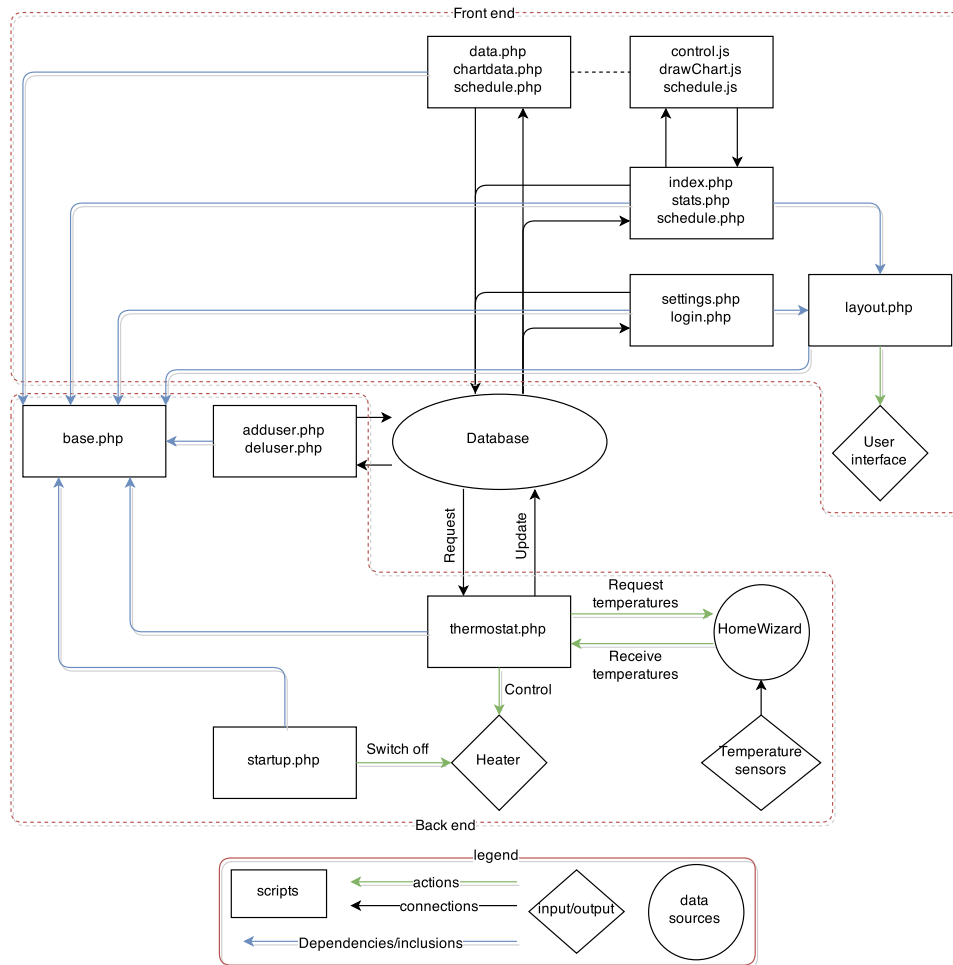 Front end
data.php
chartdata.php
schedule.php
control.js
drawChart.js
schedule.js
index.php
stats.php
schedule.php
settings.php
login.php
layout.php
base.php
adduser.php
deluser.php
Database
User
interface
Request
Update
thermostat.php
Request
temperatures
HomeWizard
Receive
temperatures
Control
startup.php
Switch off
Heater
Temperature
sensors
Back end
legend
scripts
actions
connections
Dependencies/inclusions
input/output
data
sources